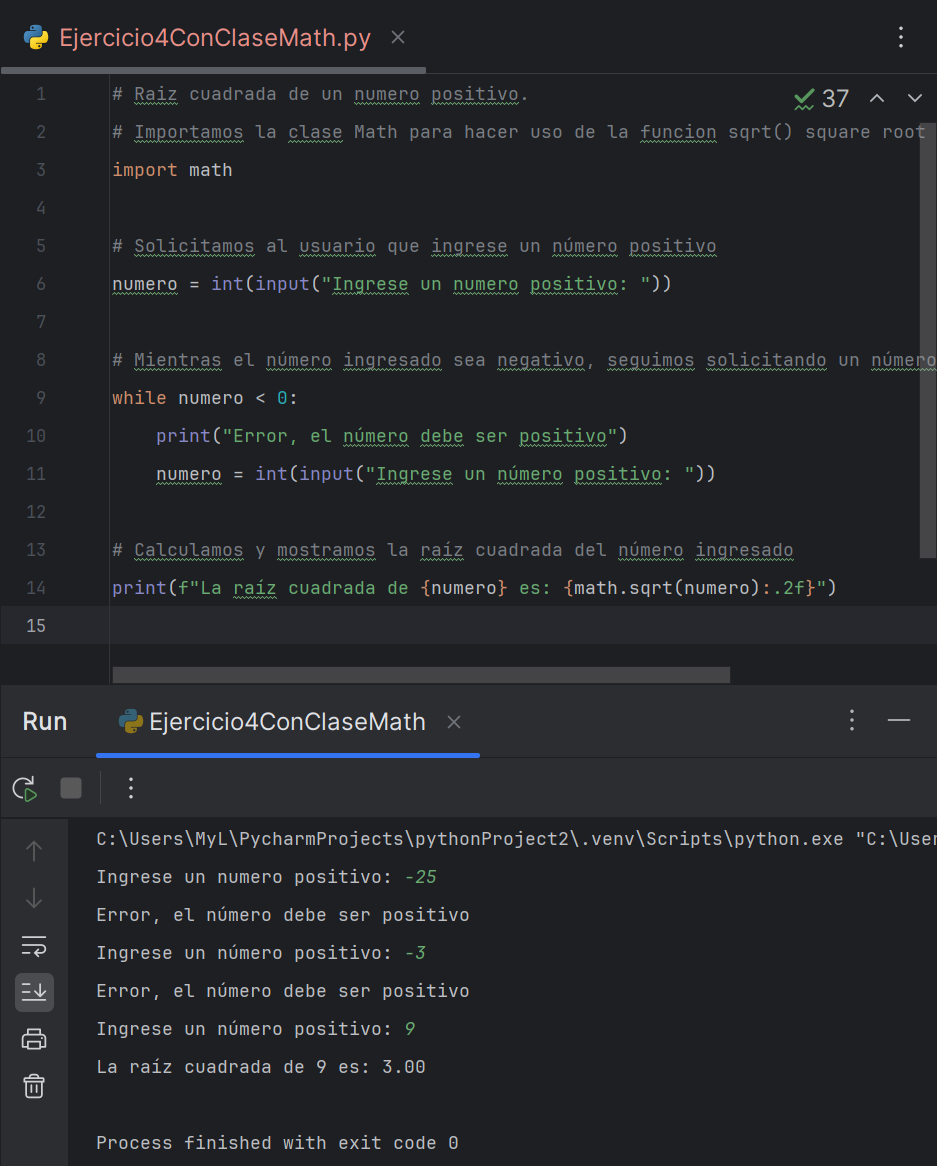 Ejercicio4ConClaseMath.py
37
1 # Raiz cuadrada de un numero positivo.
2 # Importamos la clase Math para hacer uso de la funcion sqrt() square root
3 import math
4
5 # Solicitamos al usuario que ingrese un número positivo
6 numero = int(input("Ingrese un numero positivo: "))
7
8 # Mientras el número ingresado sea negativo, seguimos solicitando un número
9 while numero < 0:
10     print("Error, el número debe ser positivo")
11     numero = int(input("Ingrese un número positivo: "))
12
13 # Calculamos y mostramos la raíz cuadrada del número ingresado
14 print(f"La raíz cuadrada de {numero} es: {math.sqrt(numero):.2f}")
15
Run Ejercicio4ConClaseMath
C:\Users\MyL\PycharmProjects\pythonProject2\.venv\Scripts\python.exe "C:\User
Ingrese un numero positivo: -25
Error, el número debe ser positivo
Ingrese un número positivo: -3
Error, el número debe ser positivo
Ingrese un número positivo: 9
La raíz cuadrada de 9 es: 3.00
Process finished with exit code 0